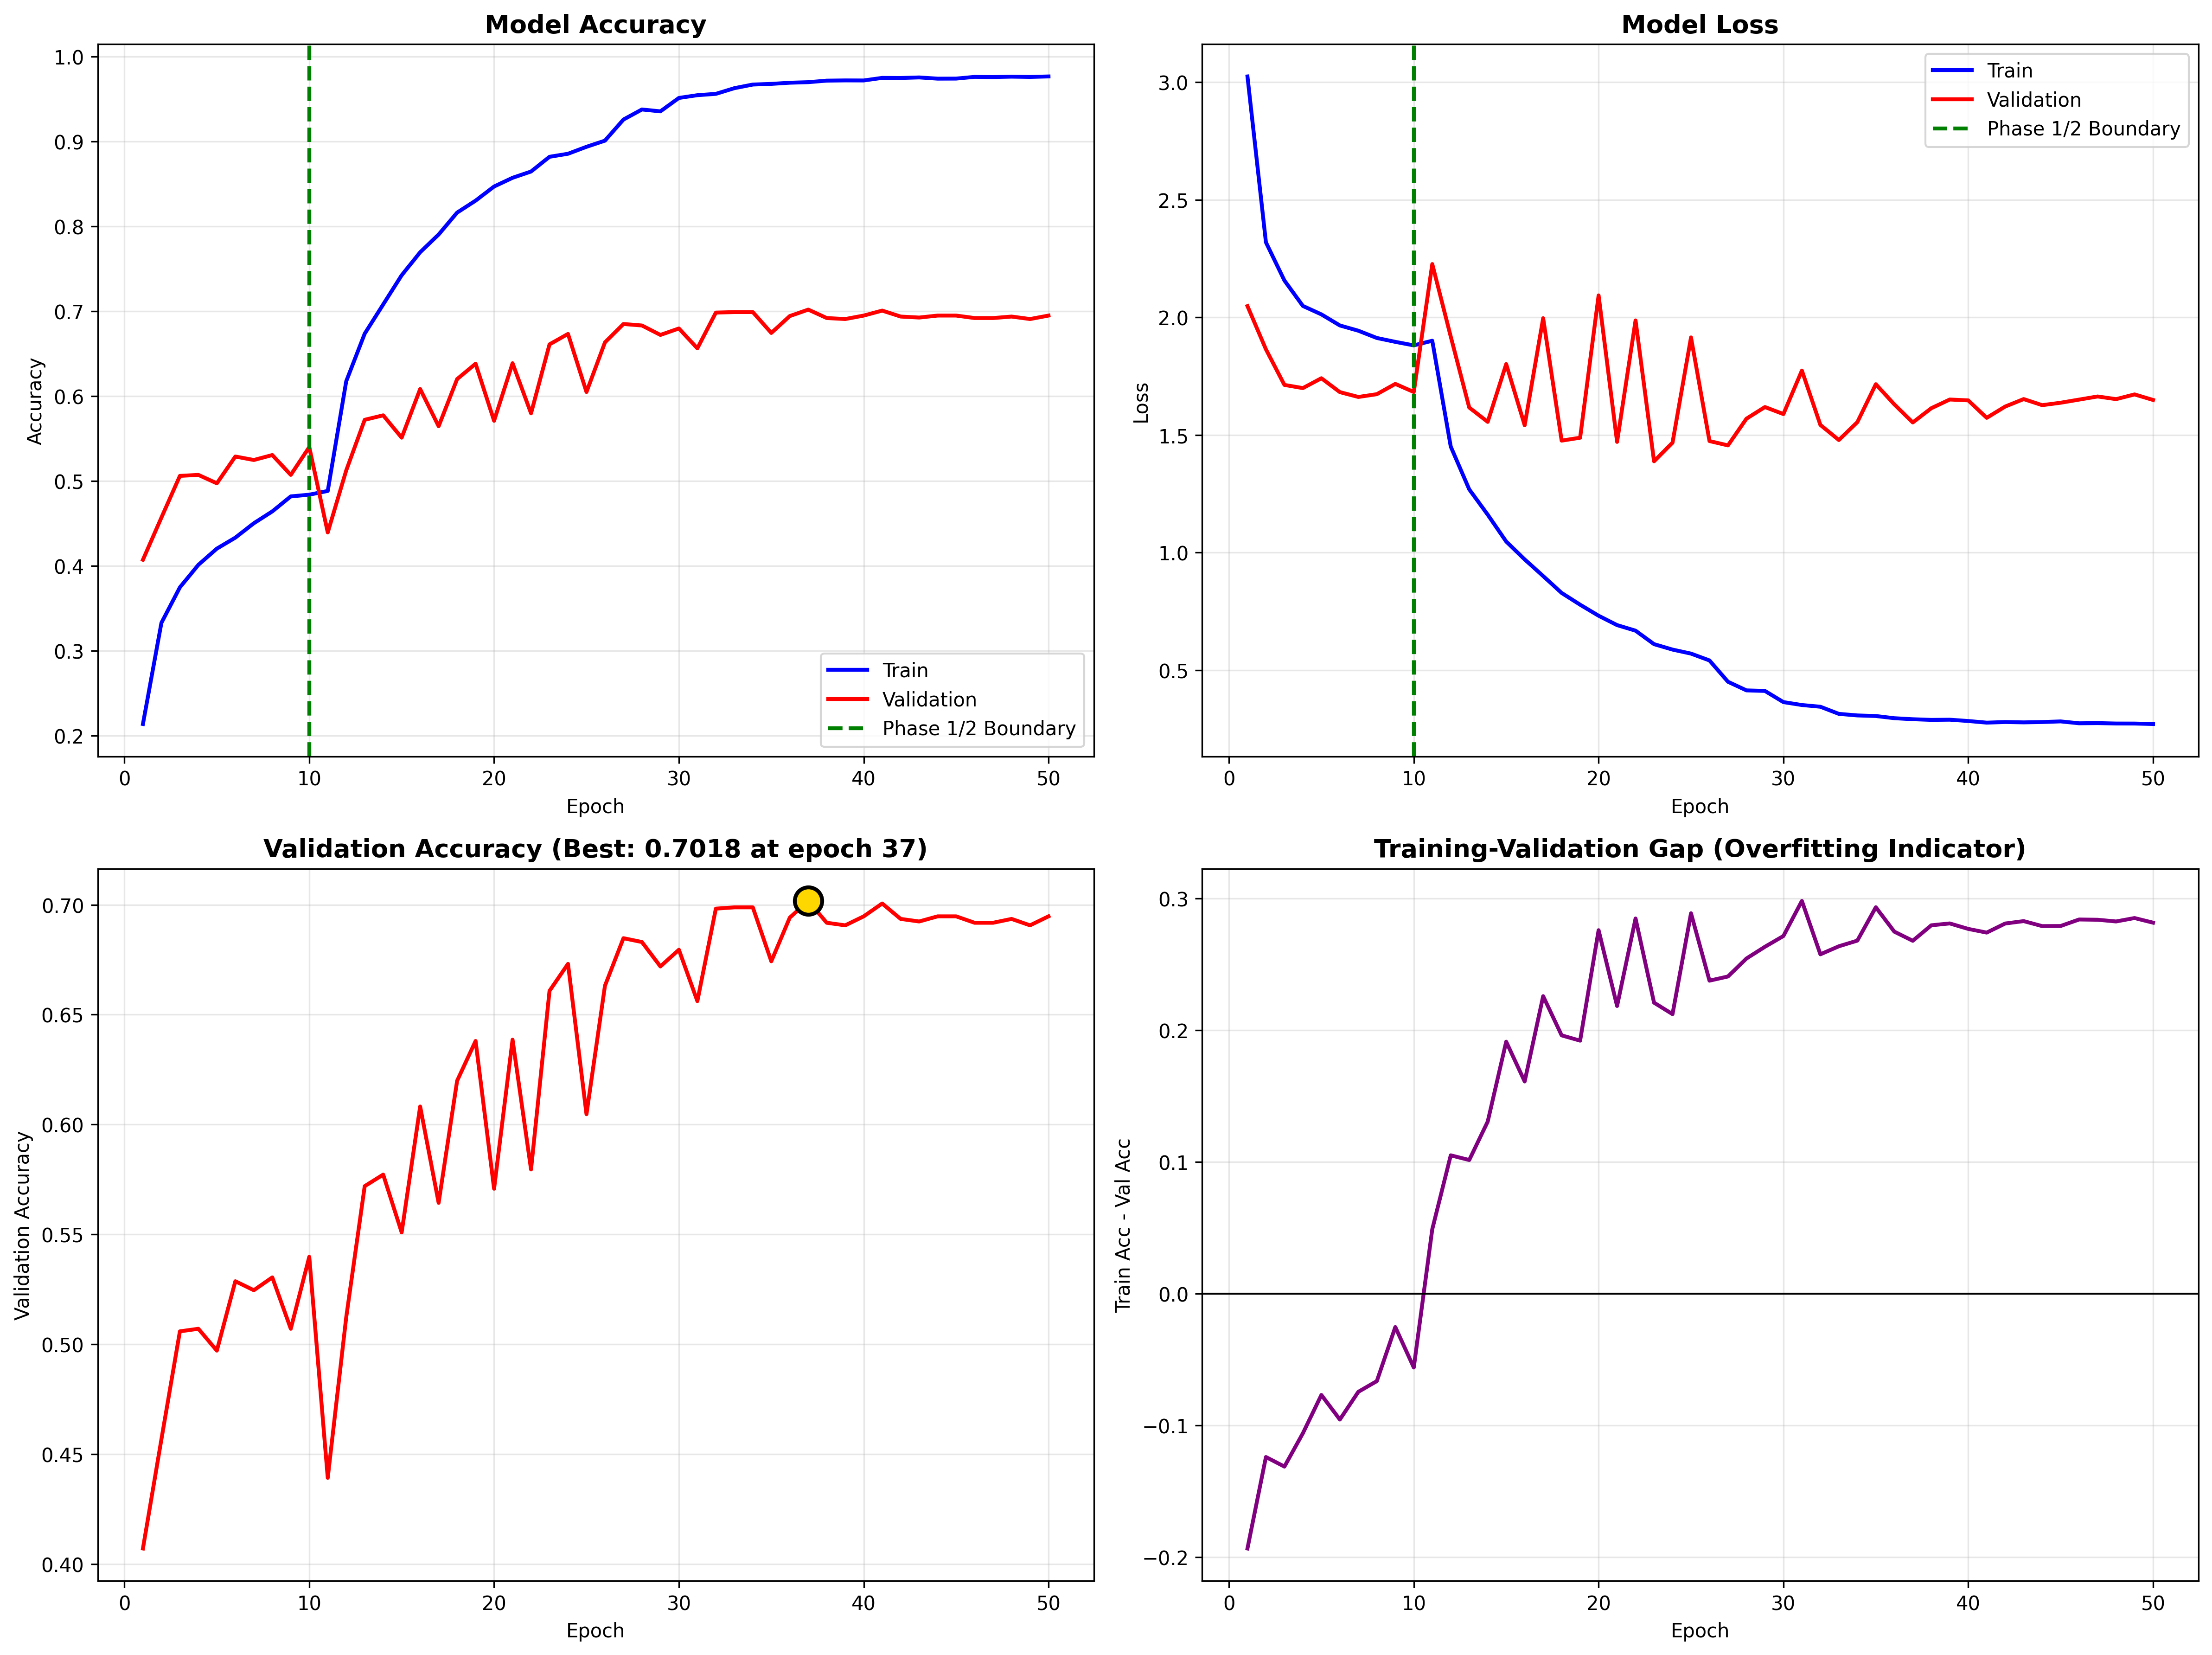 Model Accuracy
1.0
0.9
0.8
0.7
0.6
0.5
0.4
0.3
0.2
Accuracy
Train
Validation
Phase 1/2 Boundary
0 10 20 30 40 50
Epoch
Model Loss
3.0
2.5
2.0
1.5
1.0
0.5
Loss
Train
Validation
Phase 1/2 Boundary
0 10 20 30 40 50
Epoch
Validation Accuracy (Best: 0.7018 at epoch 37)
0.70
0.65
0.60
0.55
0.50
0.45
0.40
Validation Accuracy
0 10 20 30 40 50
Epoch
Training-Validation Gap (Overfitting Indicator)
0.3
0.2
0.1
0.0
−0.1
−0.2
Train Acc - Val Acc
0 10 20 30 40 50
Epoch